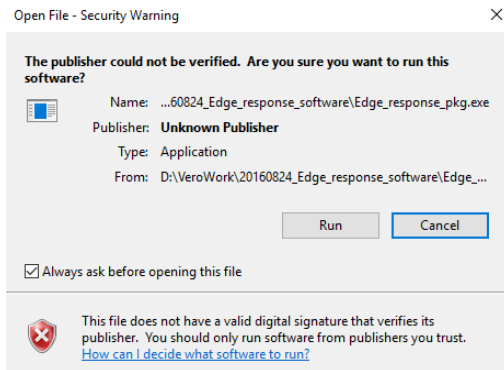 Open File - Security Warning
The publisher could not be verified. Are you sure you want to run this
software?
Name: ...60824_Edge_response_software\Edge_response_pkg.exe
Publisher: Unknown Publisher
Type: Application
From: D:\VeroWork\20160824_Edge_response_software\Edge_...
Run Cancel
Always ask before opening this file
This file does not have a valid digital signature that verifies its
publisher. You should only run software from publishers you trust.
How can I decide what software to run?